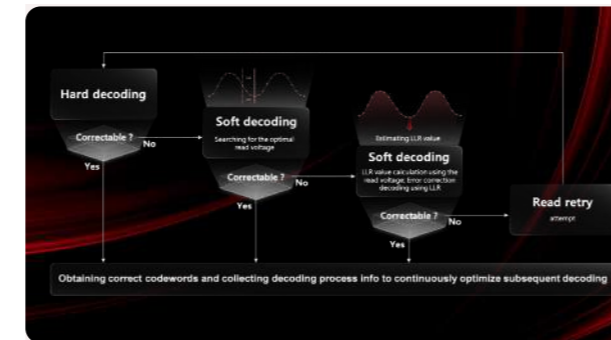 Hard decoding
Correctable ?
No
Yes
Soft decoding
Searching for the optimal
read voltage
Correctable ?
No
Yes
Estimating LLR value
Soft decoding
LLR value calculation using the
read voltage; Error correction
decoding using LLR
Correctable ?
No
Yes
Read retry
attempt
Obtaining correct codewords and collecting decoding process info to continuously optimize subsequent decoding